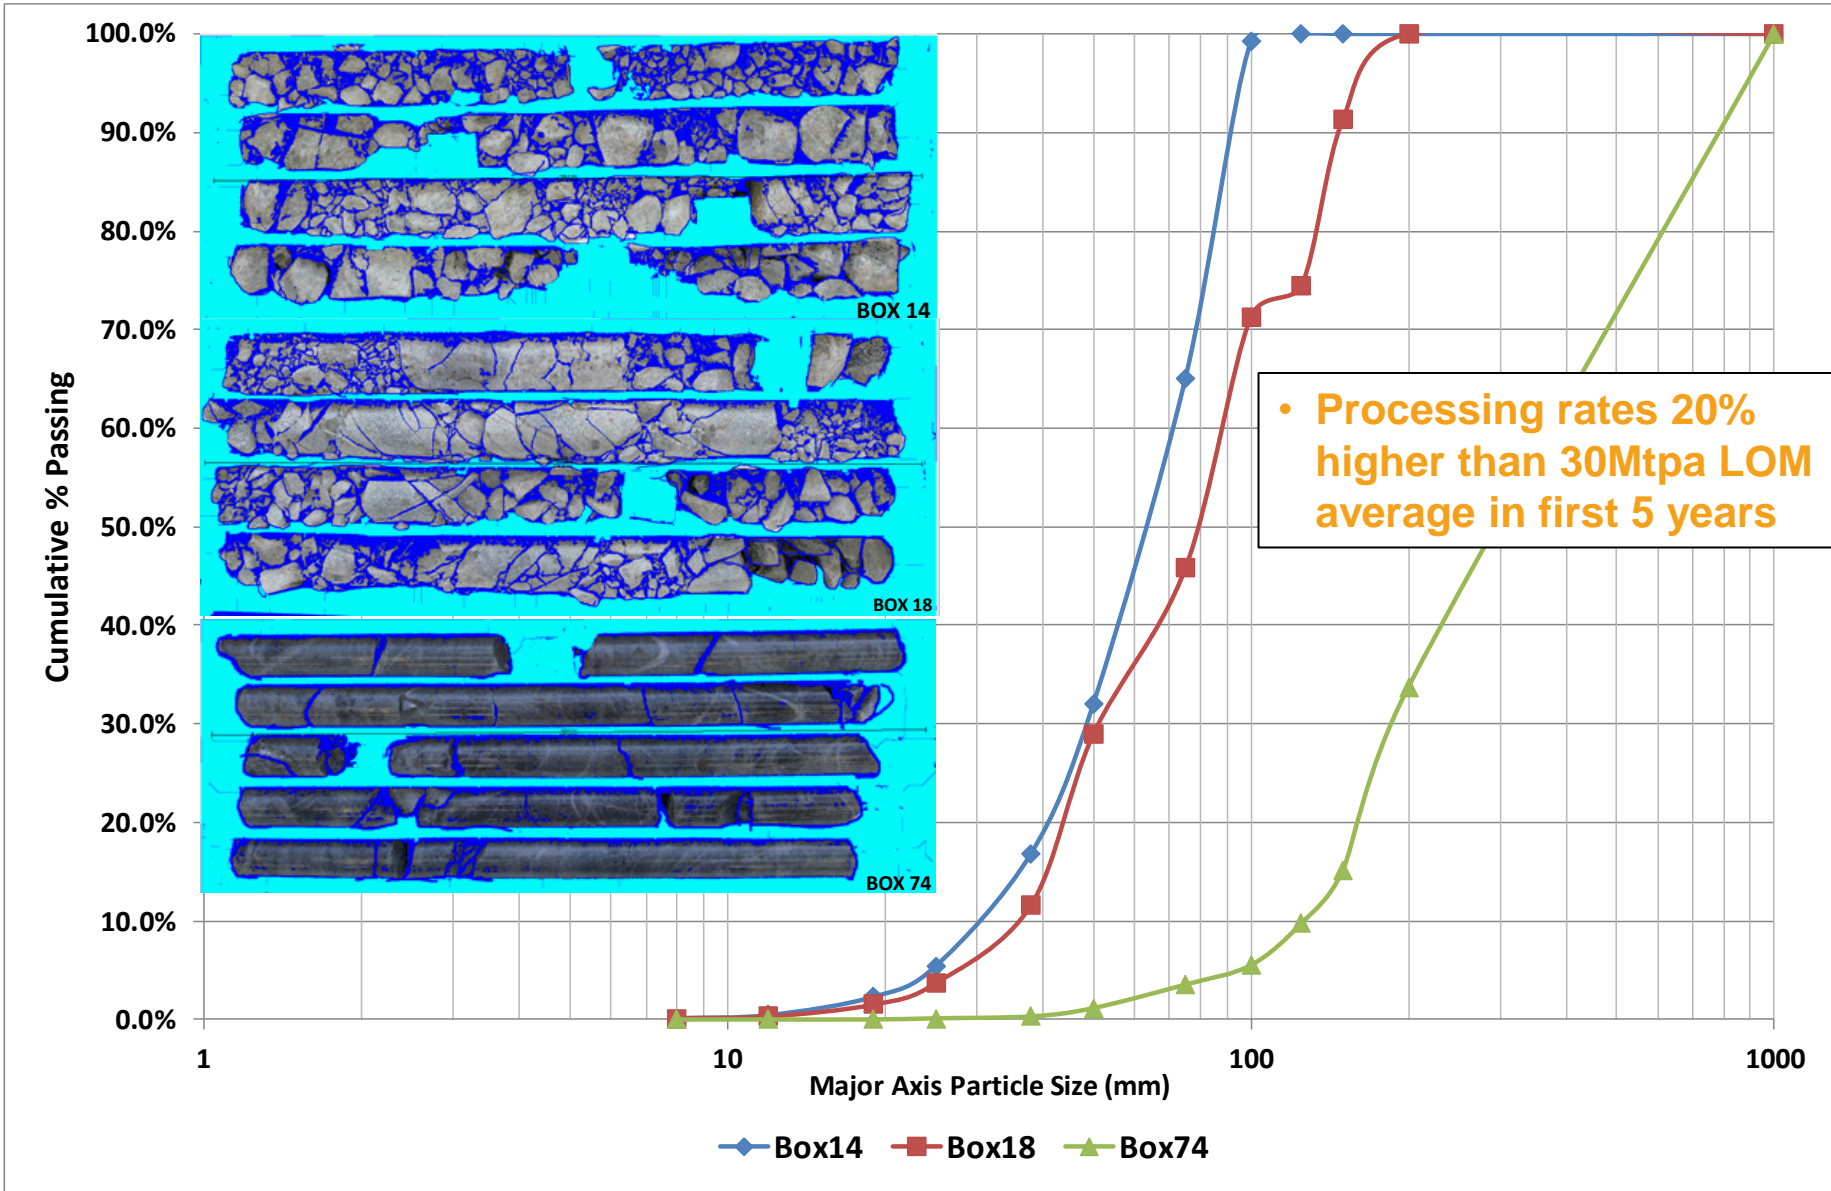 100.0%
90.0%
80.0%
70.0%
60.0%
50.0%
40.0%
30.0%
20.0%
10.0%
0.0%
Cumulative % Passing
BOX 14
BOX 18
BOX 74
• Processing rates 20%
higher than 30Mtpa LOM
average in first 5 years
1 10 100 1000
Major Axis Particle Size (mm)
Box14 Box18 Box74